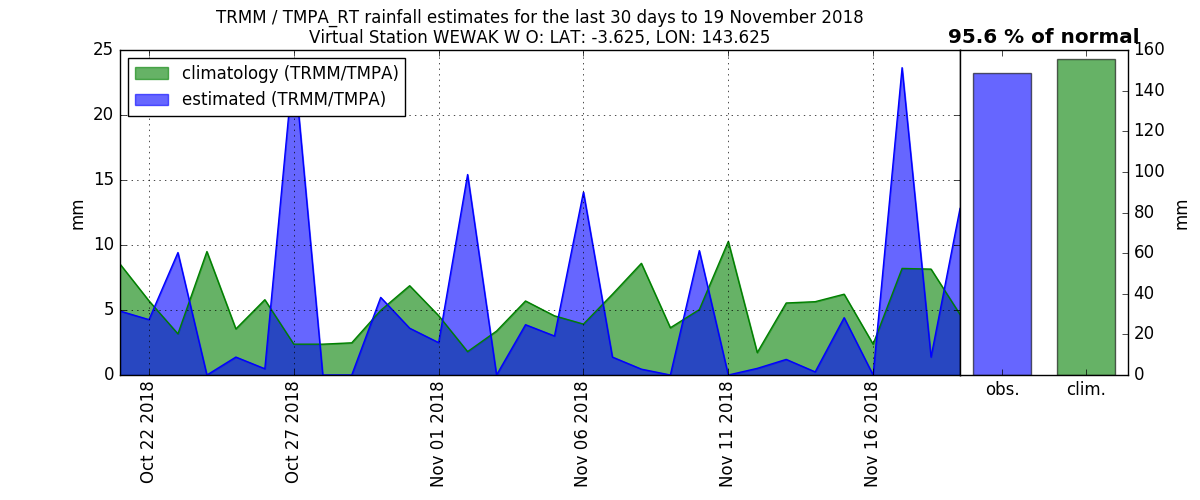 TRMM / TMPA_RT rainfall estimates for the last 30 days to 19 November 2018
Virtual Station WEWAK W O: LAT: -3.625, LON: 143.625
95.6 % of normal
climatology (TRMM/TMPA)
estimated (TRMM/TMPA)
25
20
15
10
5
0
mm
Oct 22 2018
Oct 27 2018
Nov 01 2018
Nov 06 2018
Nov 11 2018
Nov 16 2018
obs.
clim.
160
140
120
100
80
60
40
20
0
mm